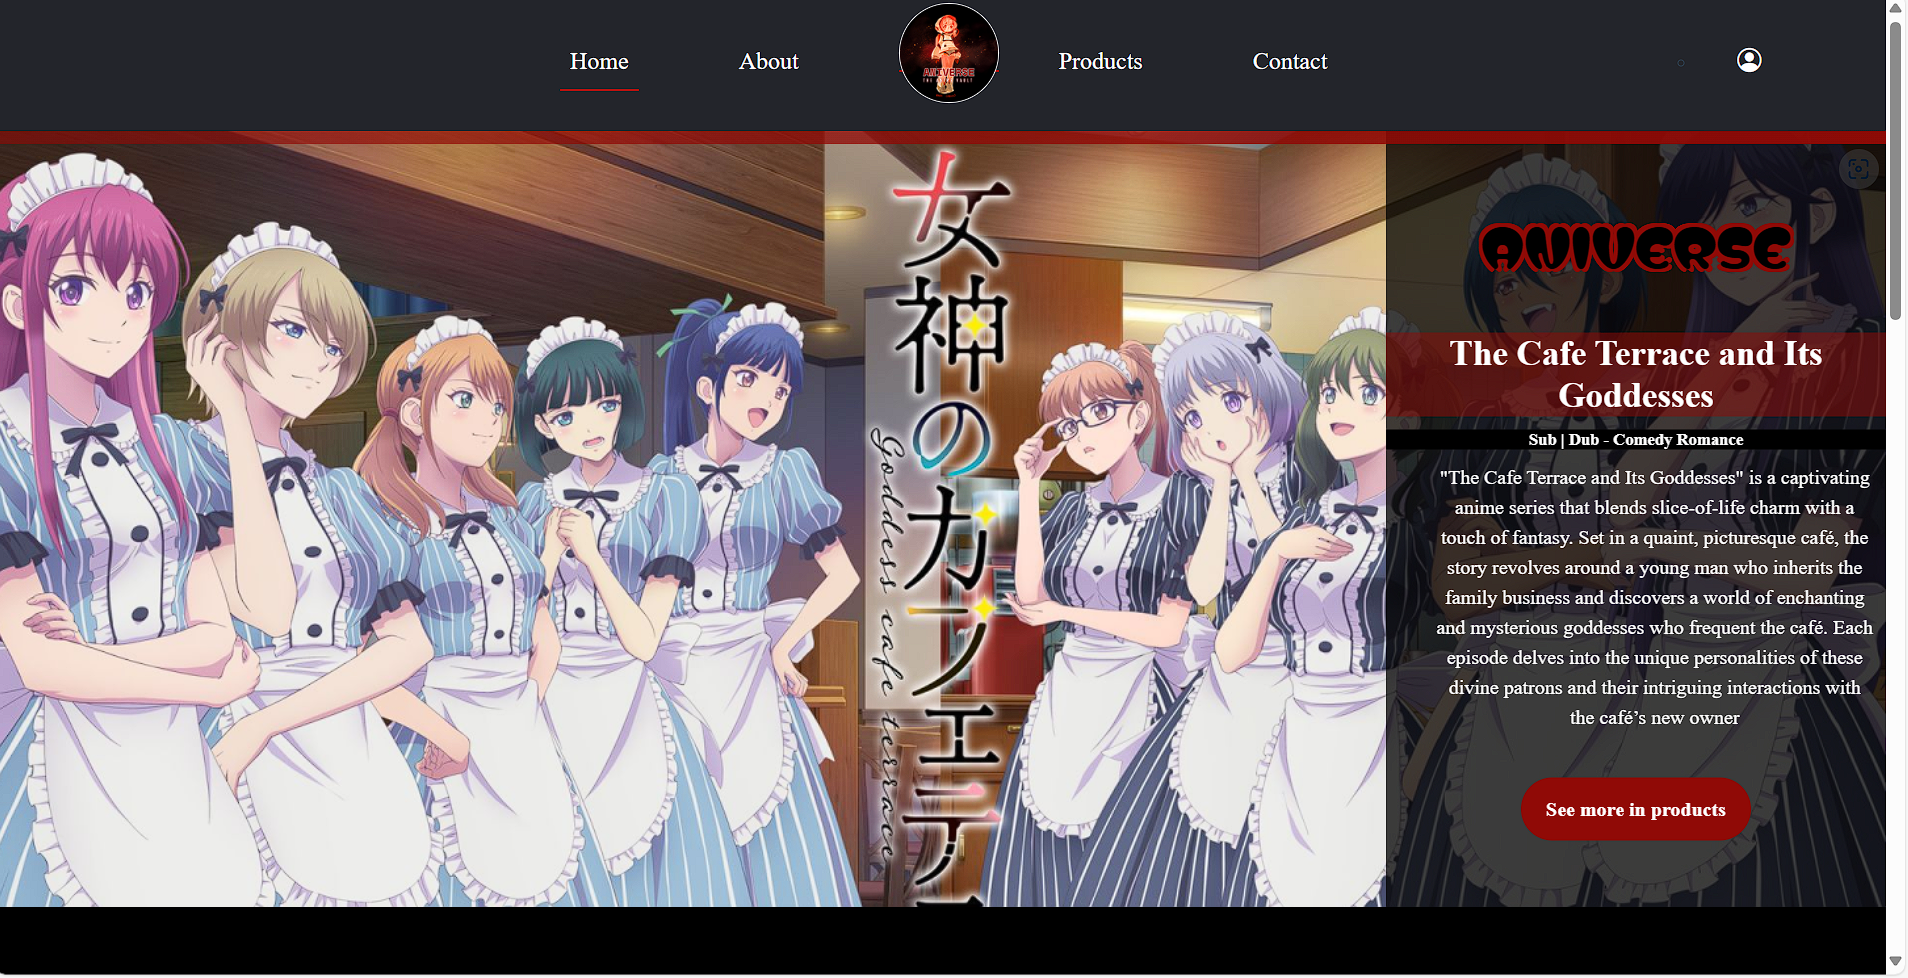 Home
About
ANIVERSE
THE ANIME VAULT
Products
Contact
女神のカフェテ
Goddess cafe terrace
ANIVERSE
The Cafe Terrace and Its
Goddesses
Sub | Dub - Comedy Romance
"The Cafe Terrace and Its Goddesses" is a captivating
anime series that blends slice-of-life charm with a
touch of fantasy. Set in a quaint, picturesque café, the
story revolves around a young man who inherits the
family business and discovers a world of enchanting
and mysterious goddesses who frequent the café. Each
episode delves into the unique personalities of these
divine patrons and their intriguing interactions with
the café’s new owner
See more in products